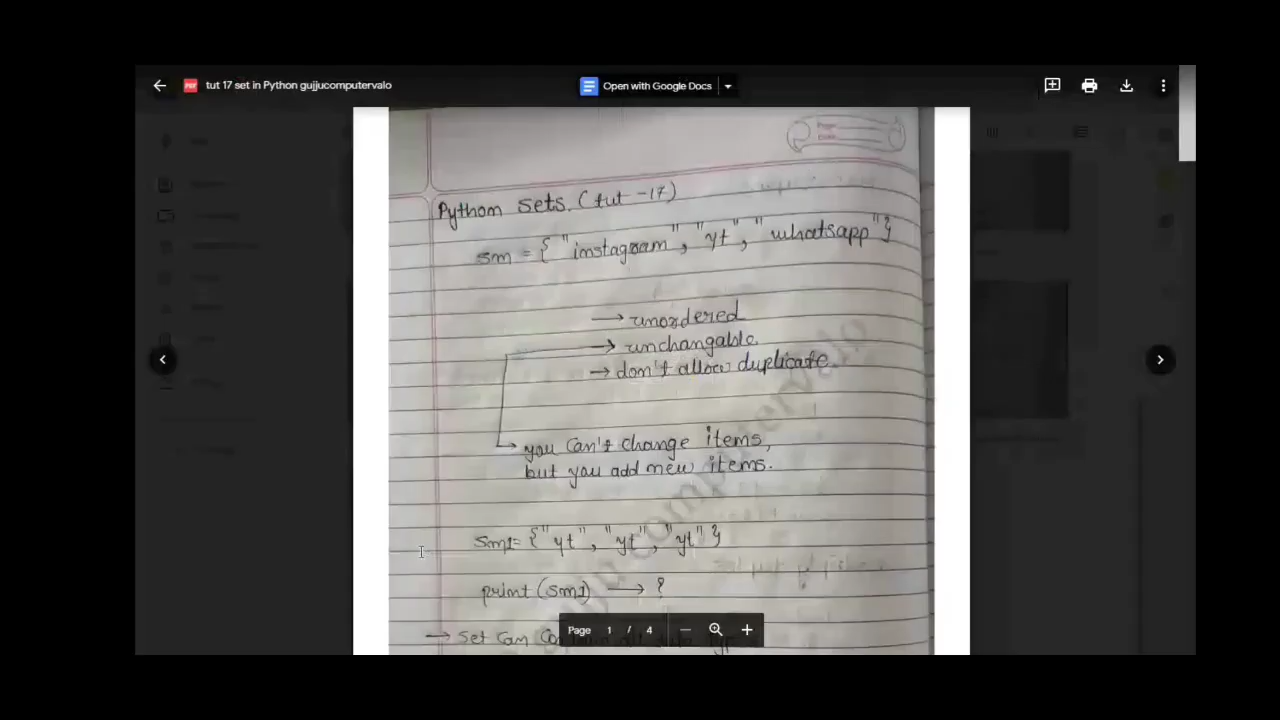 tut 17 set in Python gujjucomputervalo
Open with Google Docs
Python sets. (tut -17)
sm = { "instagram", "yt", "whatsapp" }
→ unordered
→ unchangable
→ don't allow duplicate
→ you can't change items,
but you add new items.
sm1= { "yt", "yt", "yt" }
print (sm1) → ?
→ set can
Page 1 / 4
gujju computervalo